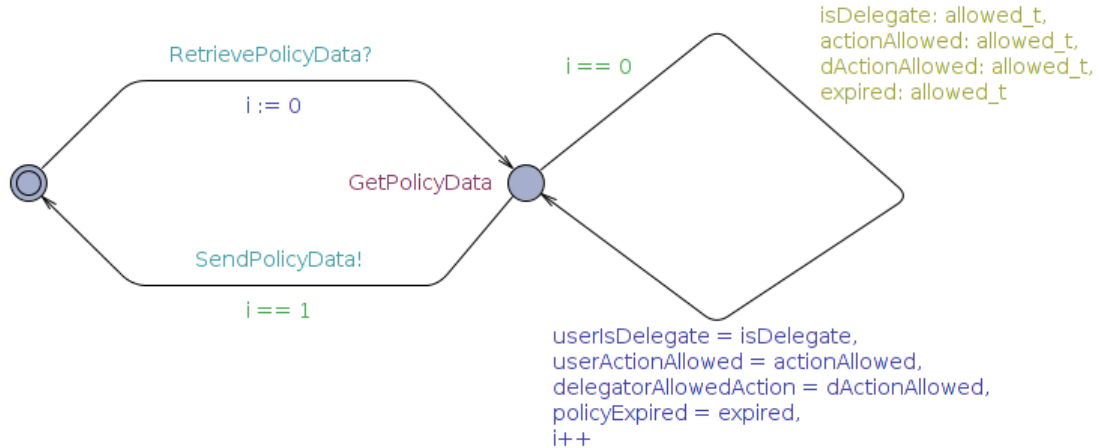 RetrievePolicyData?
i := 0
GetPolicyData
SendPolicyData!
i == 1
i == 0
isDelegate: allowed_t,
actionAllowed: allowed_t,
dActionAllowed: allowed_t,
expired: allowed_t
userIsDelegate = isDelegate,
userActionAllowed = actionAllowed,
delegatorAllowedAction = dActionAllowed,
policyExpired = expired,
i++